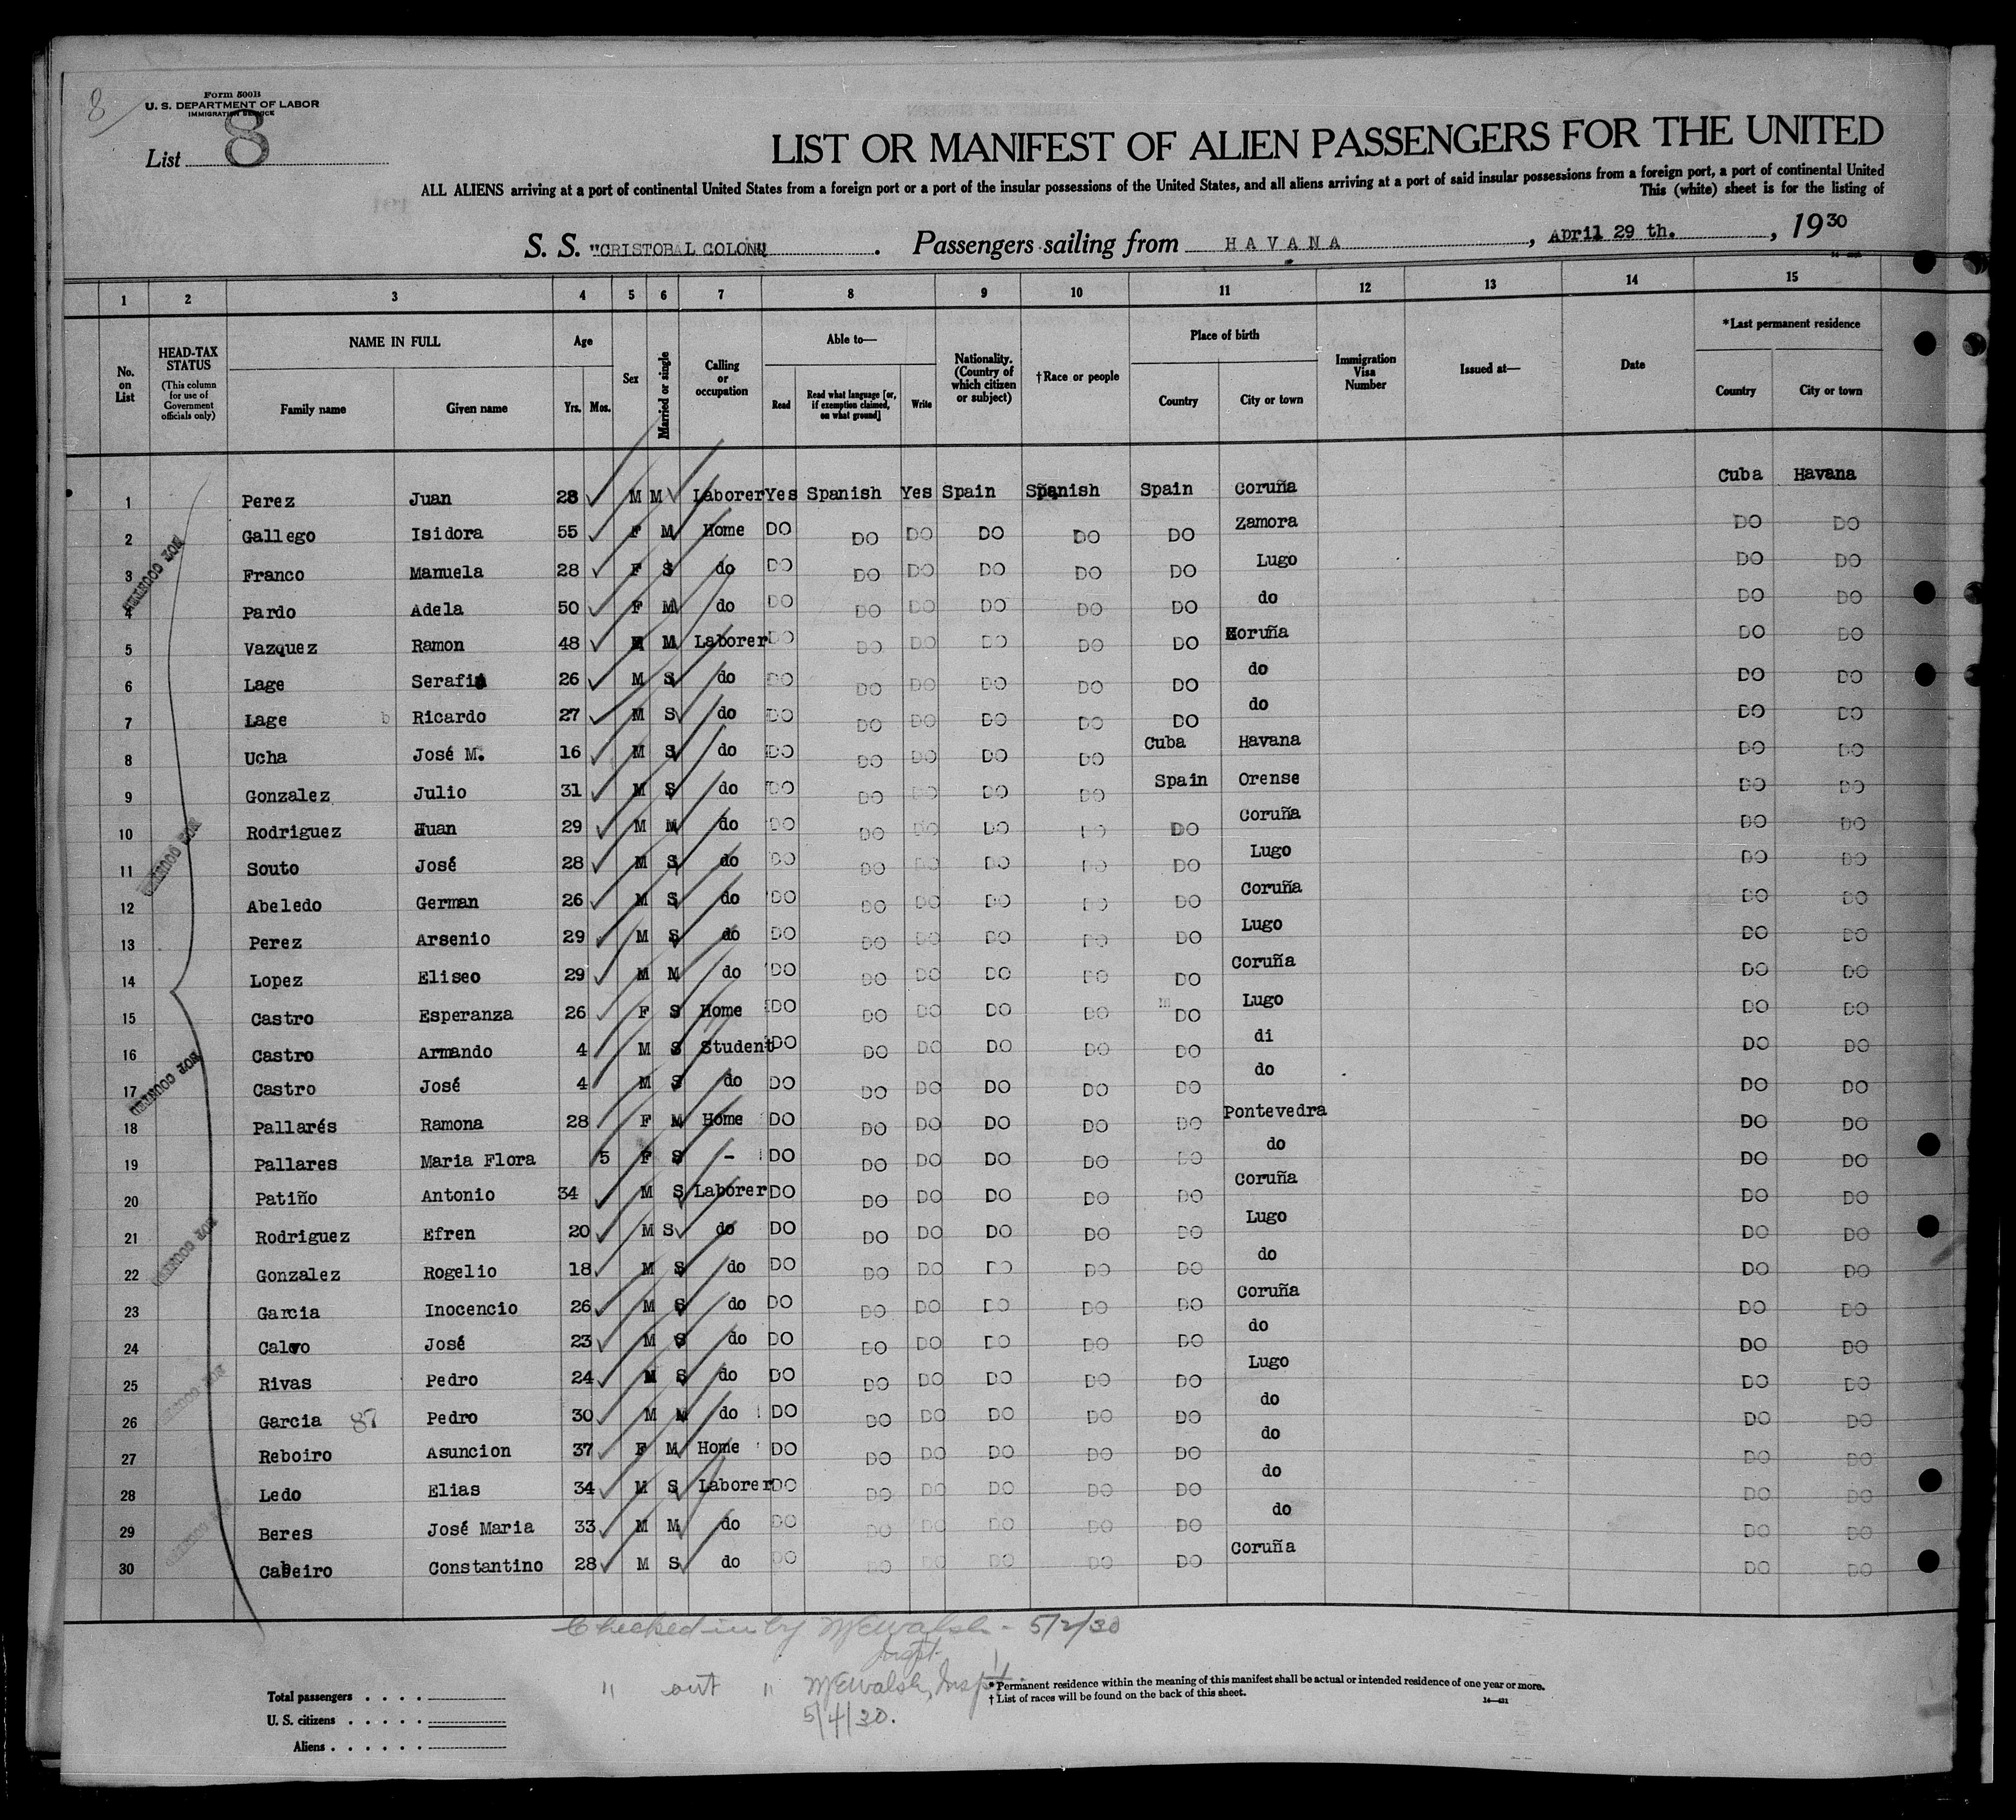 8
Form 500B
U. S. DEPARTMENT OF LABOR
IMMIGRATION SERVICE
List 8
LIST OR MANIFEST OF ALIEN PASSENGERS FOR THE UNITED
ALL ALIENS arriving at a port of continental United States from a foreign port or a port of the insular possessions of the United States, and all aliens arriving at a port of said insular possessions from a foreign port, a port of continental United
This (white) sheet is for the listing of
S. S. "CRISTOBAL COLON". Passengers sailing from HAVANA, April 29 th., 1930
1 2 3 4 5 6 7 8 9 10 11 12 13 14 15
No. on List
HEAD-TAX STATUS (This column for use of Government officials only)
NAME IN FULL
Family name
Given name
Age
Yrs. Mos.
Sex
Married or single
Calling or occupation
Able to—
Read
Read what language [or, if exemption claimed, on what ground]
Write
Nationality. (Country of which citizen or subject)
†Race or people
Place of birth
Country
City or town
Immigration Visa Number
Issued at—
Date
*Last permanent residence
Country
City or town
1 Perez Juan 28 M M Laborer Yes Spanish Yes Spain Spanish Spain Coruña Cuba Havana
2 Gallego Isidora 55 F M Home DO DO DO DO DO DO Zamora DO DO
3 Franco Manuela 28 F S do DO DO DO DO DO DO Lugo DO DO
4 Pardo Adela 50 F M do DO DO DO DO DO DO do DO DO
5 Vazquez Ramon 48 M M Laborer DO DO DO DO DO DO Coruña DO DO
6 Lage Serafin 26 M S do DO DO DO DO DO DO do DO DO
7 Lage Ricardo 27 M S do DO DO DO DO DO DO do DO DO
8 Ucha José M. 16 M S do DO DO DO DO DO Cuba Havana DO DO
9 Gonzalez Julio 31 M S do DO DO DO DO DO Spain Orense DO DO
10 Rodriguez Juan 29 M M do DO DO DO DO DO DO Coruña DO DO
11 Souto José 28 M S do DO DO DO DO DO DO Lugo DO DO
12 Abeledo German 26 M S do DO DO DO DO DO DO Coruña DO DO
13 Perez Arsenio 29 M S do DO DO DO DO DO DO Lugo DO DO
14 Lopez Eliseo 29 M M do DO DO DO DO DO DO Coruña DO DO
15 Castro Esperanza 26 F S Home DO DO DO DO DO DO Lugo DO DO
16 Castro Armando 4 M S Student DO DO DO DO DO DO di DO DO
17 Castro José 4 M S do DO DO DO DO DO DO do DO DO
18 Pallarés Ramona 28 F M Home DO DO DO DO DO DO Pontevedra DO DO
19 Pallares Maria Flora 5 F S - DO DO DO DO DO DO do DO DO
20 Patiño Antonio 34 M S Laborer DO DO DO DO DO DO Coruña DO DO
21 Rodriguez Efren 20 M S do DO DO DO DO DO DO Lugo DO DO
22 Gonzalez Rogelio 18 M S do DO DO DO DO DO DO do DO DO
23 Garcia Inocencio 26 M S do DO DO DO DO DO DO Coruña DO DO
24 Calvo José 23 M S do DO DO DO DO DO DO do DO DO
25 Rivas Pedro 24 M S do DO DO DO DO DO DO Lugo DO DO
26 Garcia 87 Pedro 30 M M do DO DO DO DO DO DO do DO DO
27 Reboiro Asuncion 37 F M Home DO DO DO DO DO DO do DO DO
28 Ledo Elias 34 M S Laborer DO DO DO DO DO DO do DO DO
29 Beres José Maria 33 M M do DO DO DO DO DO DO do DO DO
30 Cabeiro Constantino 28 M S do DO DO DO DO DO DO Coruña DO DO
NOT COUNTED
NOT COUNTED
NOT COUNTED
NOT COUNTED
NOT COUNTED
NOT COUNTED
Checked in by McWalsh - 5/2/30
Inspt.
" out " McWalsh, Inspt.
5/4/30.
Total passengers
U. S. citizens
Aliens
* Permanent residence within the meaning of this manifest shall be actual or intended residence of one year or more.
† List of races will be found on the back of this sheet.